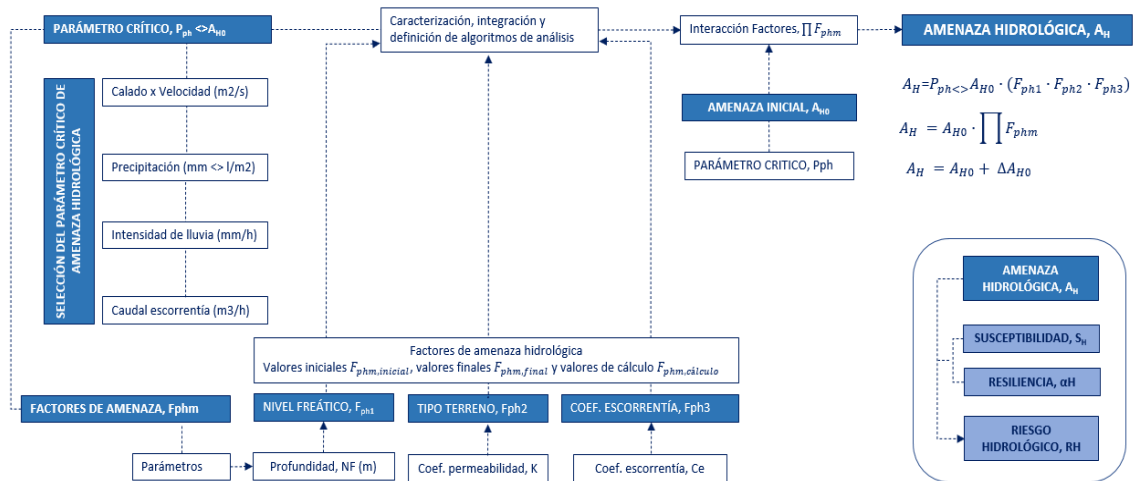 PARÁMETRO CRÍTICO, Pph <>AH0
Caracterización, integración y
definición de algoritmos de análisis
Interacción Factores, ∏ Fphm
AMENAZA HIDROLÓGICA, AH
SELECCIÓN DEL PARÁMETRO CRÍTICO DE
AMENAZA HIDROLÓGICA
Calado x Velocidad (m2/s)
Precipitación (mm <> l/m2)
Intensidad de lluvia (mm/h)
Caudal escorrentía (m3/h)
AMENAZA INICIAL, AH0
PARÁMETRO CRITICO, Pph
AH=Pph<>AH0 · (Fph1 · Fph2 · Fph3)
AH = AH0 · ∏ Fphm
AH = AH0 + ΔAH0
Factores de amenaza hidrológica
Valores iniciales Fphm,inicial, valores finales Fphm,final y valores de cálculo Fphm,cálculo
FACTORES DE AMENAZA, Fphm
NIVEL FREÁTICO, Fph1
TIPO TERRENO, Fph2
COEF. ESCORRENTÍA, Fph3
Parámetros
Profundidad, NF (m)
Coef. permeabilidad, K
Coef. escorrentía, Ce
AMENAZA
HIDROLÓGICA, AH
SUSCEPTIBILIDAD, SH
RESILIENCIA, αH
RIESGO
HIDROLÓGICO, RH